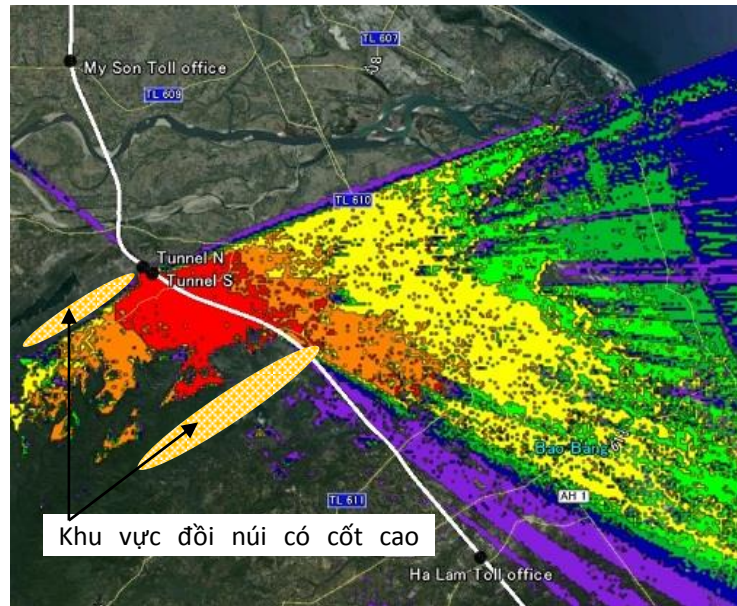 TL 607
My Son Toll office
TL 609
TL 610
Tunnel N
Tunnel S
Bao Bang
AH 1
TL 611
Khu vực đồi núi có cốt cao
Ha Lam Toll office